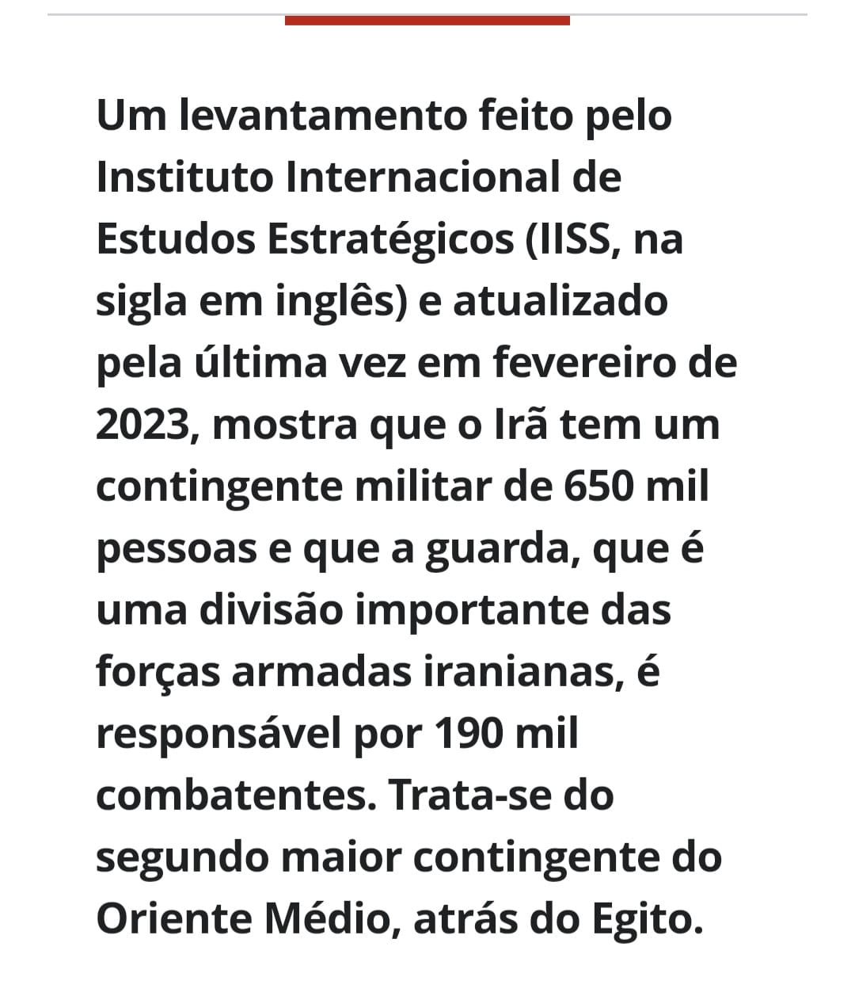 Um levantamento feito pelo
Instituto Internacional de
Estudos Estratégicos (IISS, na
sigla em inglês) e atualizado
pela última vez em fevereiro de
2023, mostra que o Irã tem um
contingente militar de 650 mil
pessoas e que a guarda, que é
uma divisão importante das
forças armadas iranianas, é
responsável por 190 mil
combatentes. Trata-se do
segundo maior contingente do
Oriente Médio, atrás do Egito.